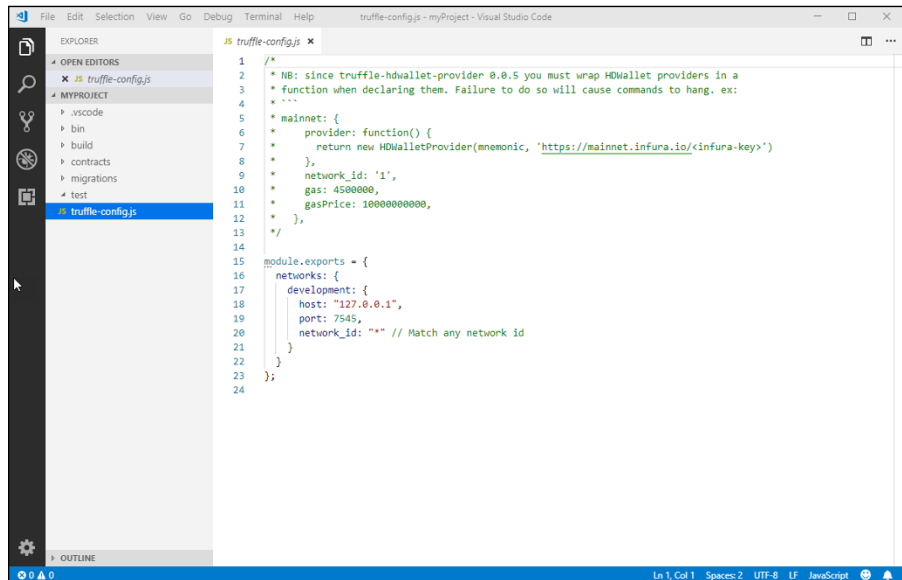 File Edit Selection View Go Debug Terminal Help truffle-config.js - myProject - Visual Studio Code
EXPLORER
OPEN EDITORS
JS truffle-config.js
MYPROJECT
.vscode
bin
build
contracts
migrations
test
JS truffle-config.js
OUTLINE
JS truffle-config.js
1 /*
2 * NB: since truffle-hdwallet-provider 0.0.5 you must wrap HDWallet providers in a
3 * function when declaring them. Failure to do so will cause commands to hang. ex:
4 * ```
5 * mainnet: {
6 *     provider: function() {
7 *       return new HDWalletProvider(mnemonic, 'https://mainnet.infura.io/<infura-key>')
8 *     },
9 *     network_id: '1',
10 *     gas: 4500000,
11 *     gasPrice: 10000000000,
12 *   },
13 */
14
15 module.exports = {
16   networks: {
17     development: {
18       host: "127.0.0.1",
19       port: 7545,
20       network_id: "*" // Match any network id
21     }
22   }
23 };
24
0 0 Ln 1, Col 1 Spaces: 2 UTF-8 LF JavaScript